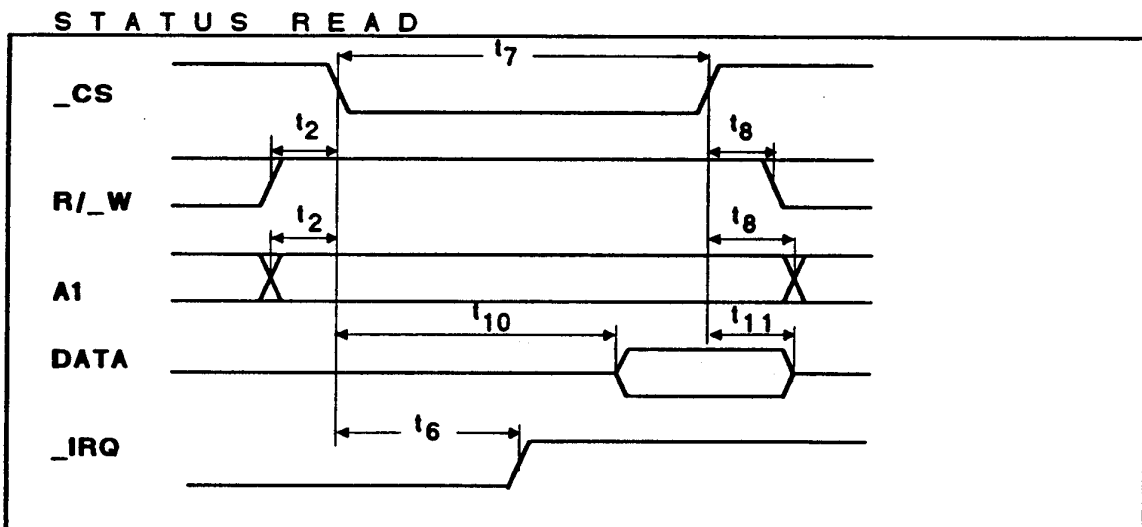 STATUS READ
t7
_CS
t2
t8
R/_W
t2
t8
A1
t10
t11
DATA
t6
_IRQ